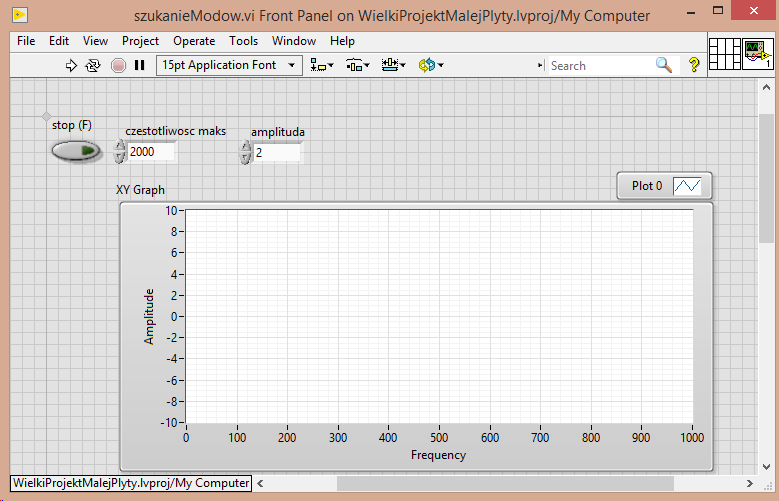 szukanieModow.vi Front Panel on WielkiProjektMalejPlyty.lvproj/My Computer
File Edit View Project Operate Tools Window Help
15pt Application Font Search ? 1
stop (F) czestotliwosc maks amplituda
2000 2
XY Graph Plot 0
10
8
6
4
2
0
-2
-4
-6
-8
-10
Amplitude
0 100 200 300 400 500 600 700 800 900 1000
Frequency
WielkiProjektMalejPlyty.lvproj/My Computer